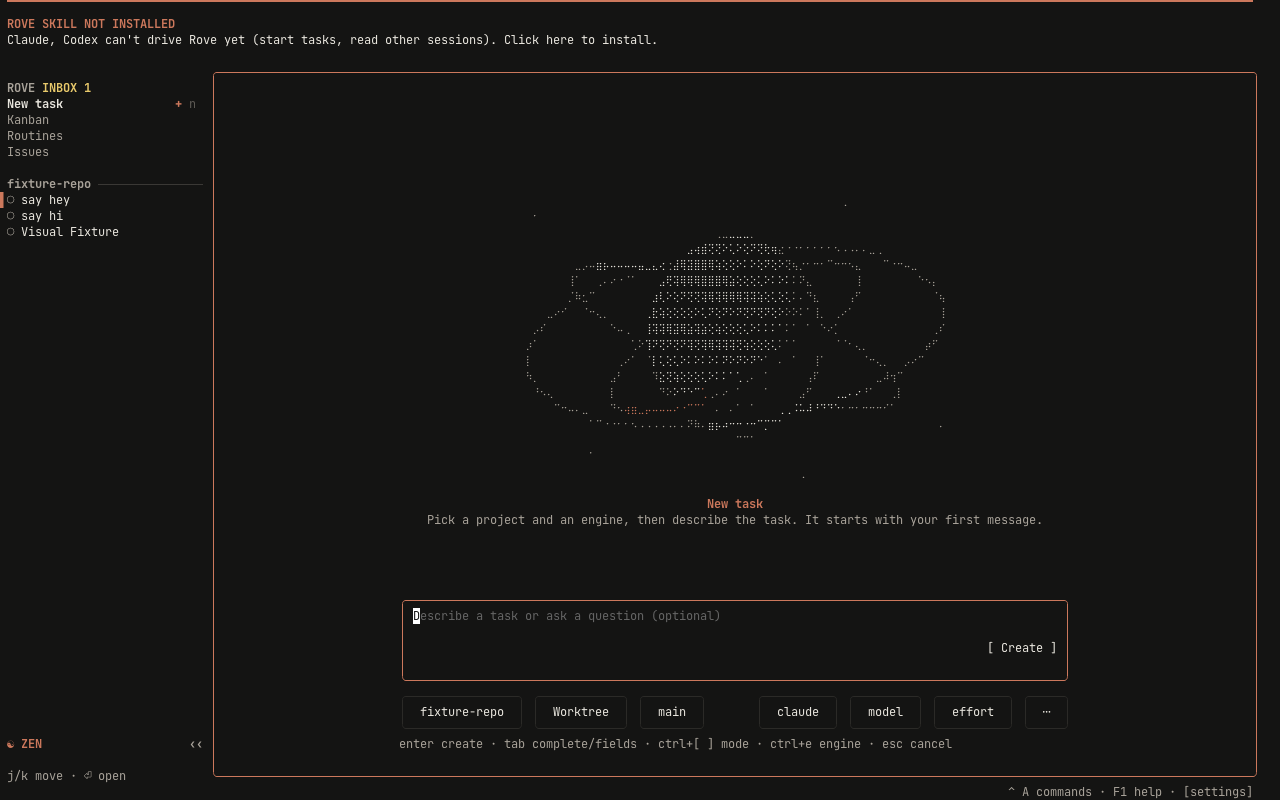 ROVE SKILL NOT INSTALLED
Claude, Codex can't drive Rove yet (start tasks, read other sessions). Click here to install.
ROVE INBOX 1
New task + n
Kanban
Routines
Issues
fixture-repo
say hey
say hi
Visual Fixture
New task
Pick a project and an engine, then describe the task. It starts with your first message.
Describe a task or ask a question (optional)
[ Create ]
fixture-repo Worktree main claude model effort ⋯
☯ ZEN ‹‹
enter create · tab complete/fields · ctrl+[ ] mode · ctrl+e engine · esc cancel
j/k move · ⏎ open
^ A commands · F1 help · [settings]